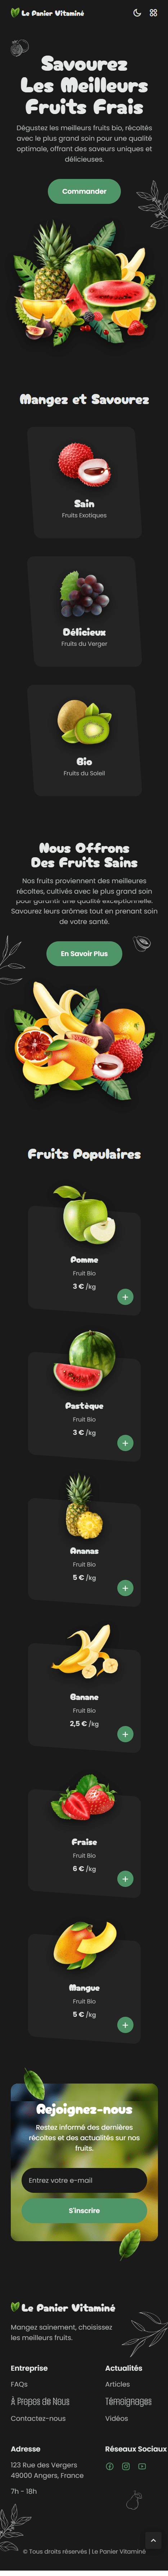 Le Panier Vitaminé
Savourez
Les Meilleurs
Fruits Frais
Dégustez les meilleurs fruits bio, récoltés
avec le plus grand soin pour une qualité
optimale, offrant des saveurs uniques et
délicieuses.
Commander
Mangez et Savourez
Sain
Fruits Exotiques
Délicieux
Fruits du Verger
Bio
Fruits du Soleil
Nous Offrons
Des Fruits Sains
Nos fruits proviennent des meilleures
récoltes, cultivés avec le plus grand soin
pour garantir une qualité exceptionnelle.
Savourez leurs arômes tout en prenant soin
de votre santé.
En Savoir Plus
Fruits Populaires
Pomme
Fruit Bio
3 € /kg
Pastèque
Fruit Bio
3 € /kg
Ananas
Fruit Bio
5 € /kg
Banane
Fruit Bio
2,5 € /kg
Fraise
Fruit Bio
6 € /kg
Mangue
Fruit Bio
5 € /kg
Rejoignez-nous
Restez informé des dernières
récoltes et des actualités sur nos
fruits.
Entrez votre e-mail
S'inscrire
Le Panier Vitaminé
Mangez sainement, choisissez
les meilleurs fruits.
Entreprise
FAQs
À Propos de Nous
Contactez-nous
Actualités
Articles
Témoignages
Vidéos
Adresse
123 Rue des Vergers
49000 Angers, France
7h - 18h
Réseaux Sociaux
© Tous droits réservés | Le Panier Vitaminé